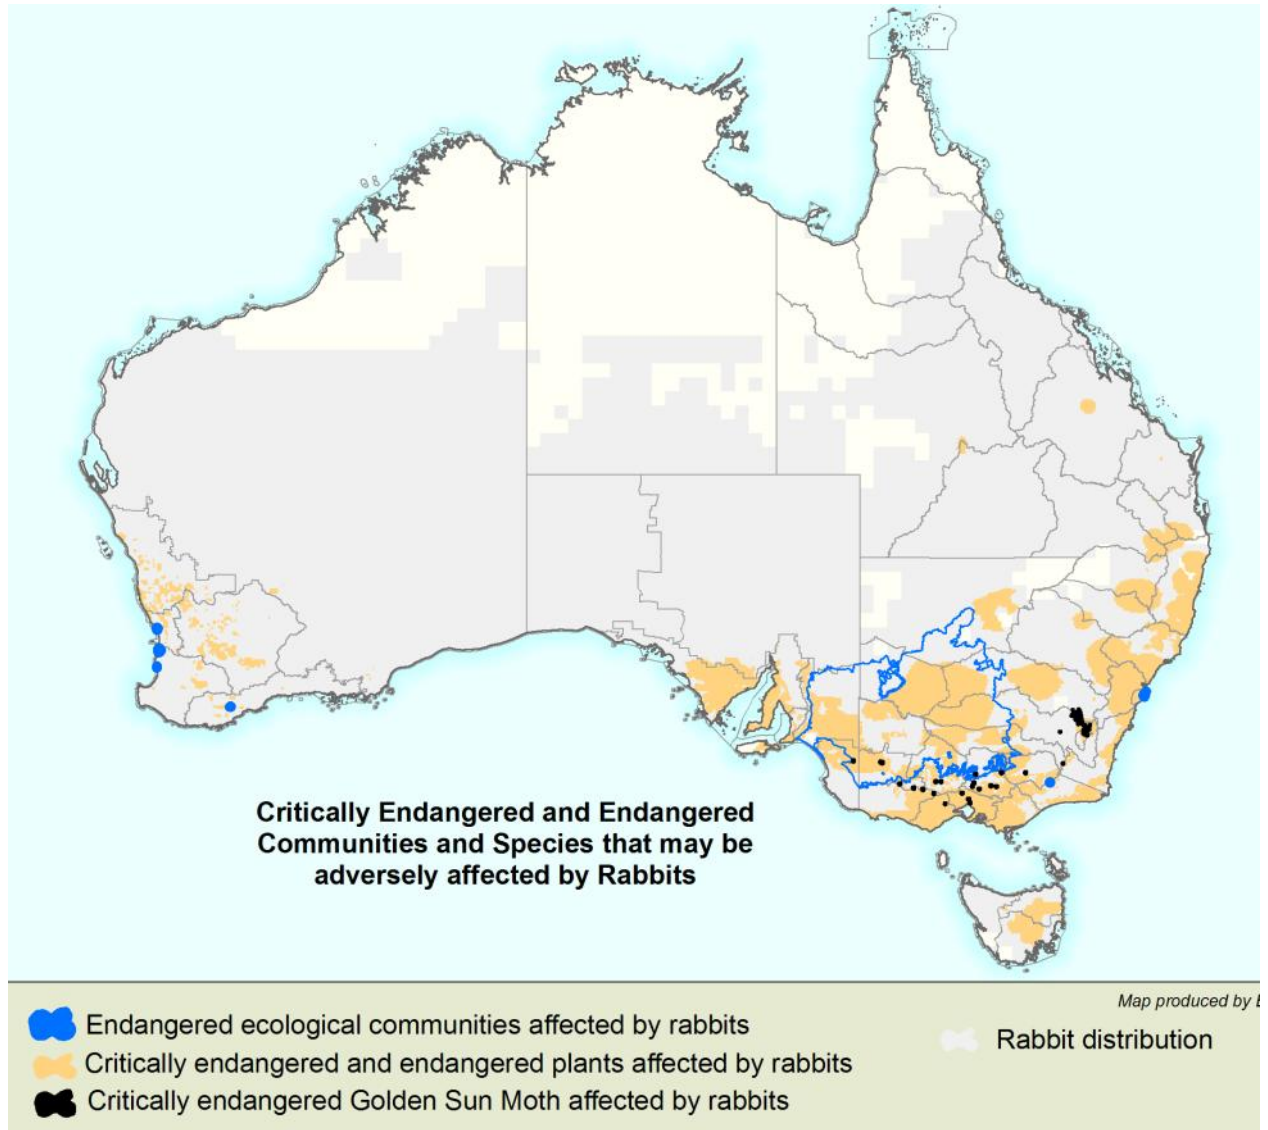 Critically Endangered and Endangered
Communities and Species that may be
adversely affected by Rabbits
Map produced by
Endangered ecological communities affected by rabbits
Rabbit distribution
Critically endangered and endangered plants affected by rabbits
Critically endangered Golden Sun Moth affected by rabbits